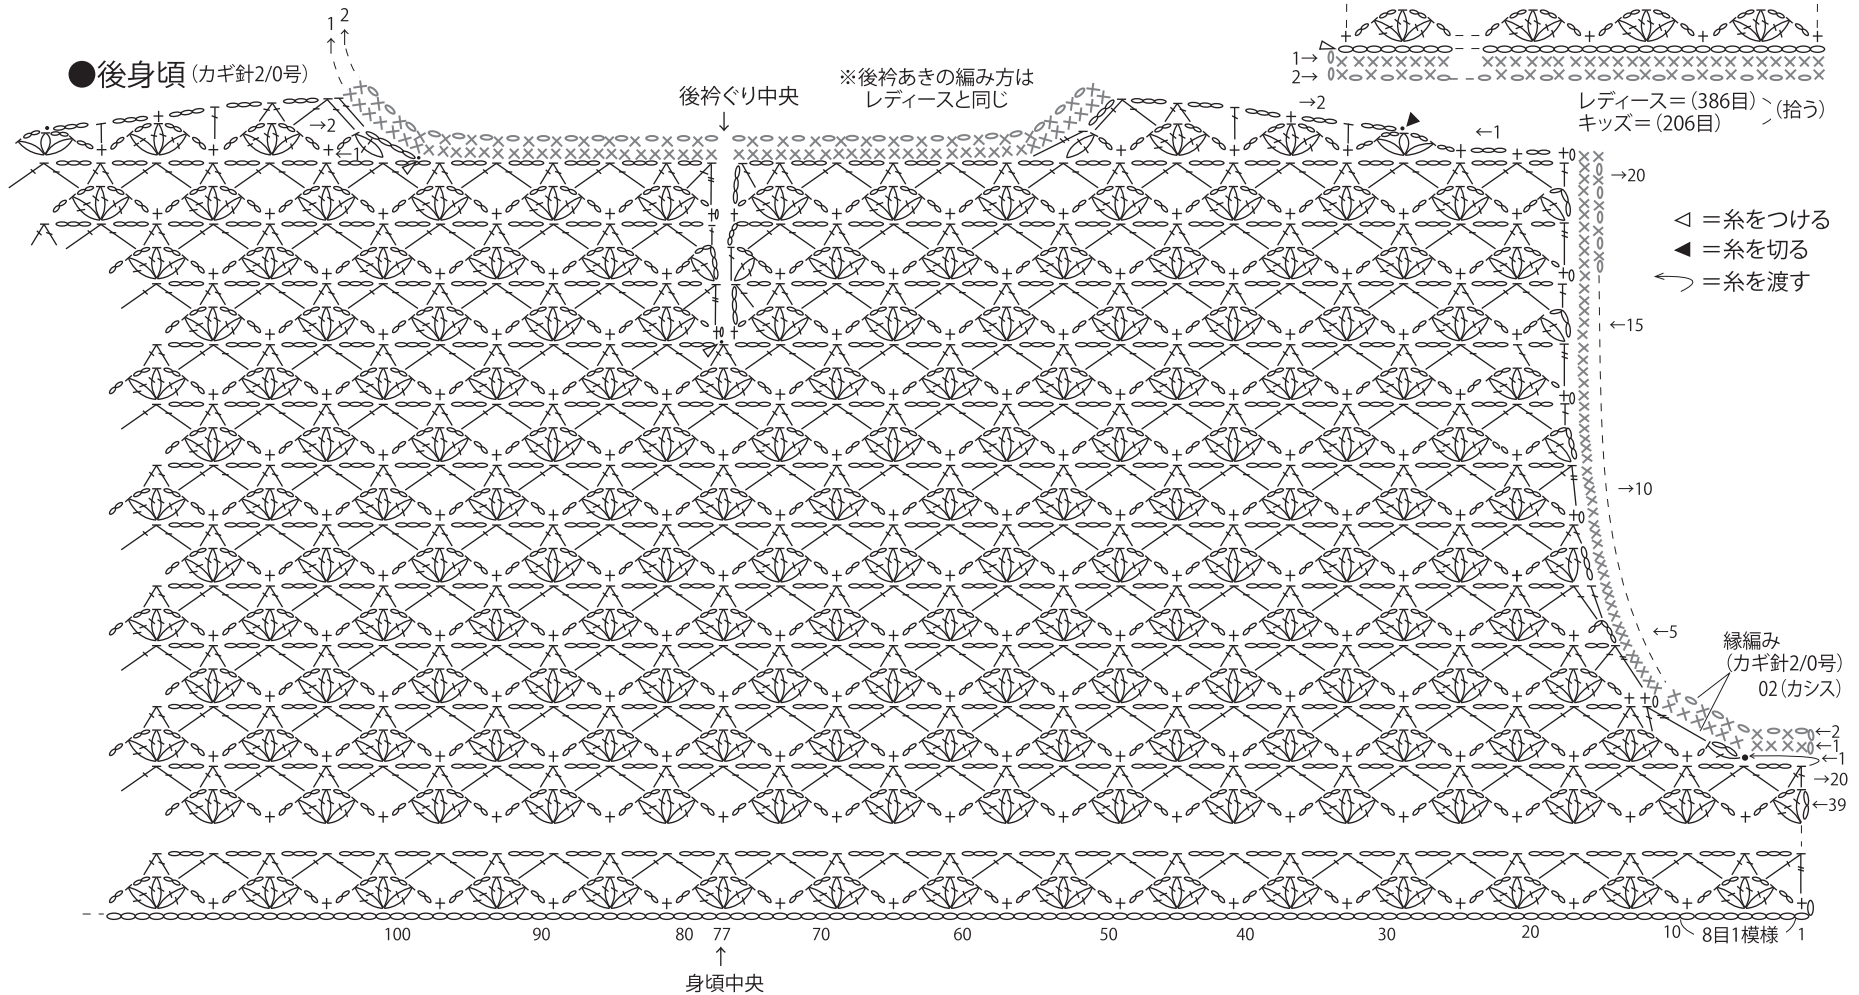 ●後身頃(カギ針2/0号)
1 2
後衿ぐり中央
※後衿あきの編み方は
レディースと同じ
1→
2→
レディース=(386目)
キッズ=(206目)
(拾う)
→2
←1
→2
←1
→20
=糸をつける
=糸を切る
=糸を渡す
←15
→10
←5
縁編み
(カギ針2/0号)
02(カシス)
←2
←1
←1
→20
←39
100 90 80 77 70 60 50 40 30 20 10 8目1模様 1
身頃中央